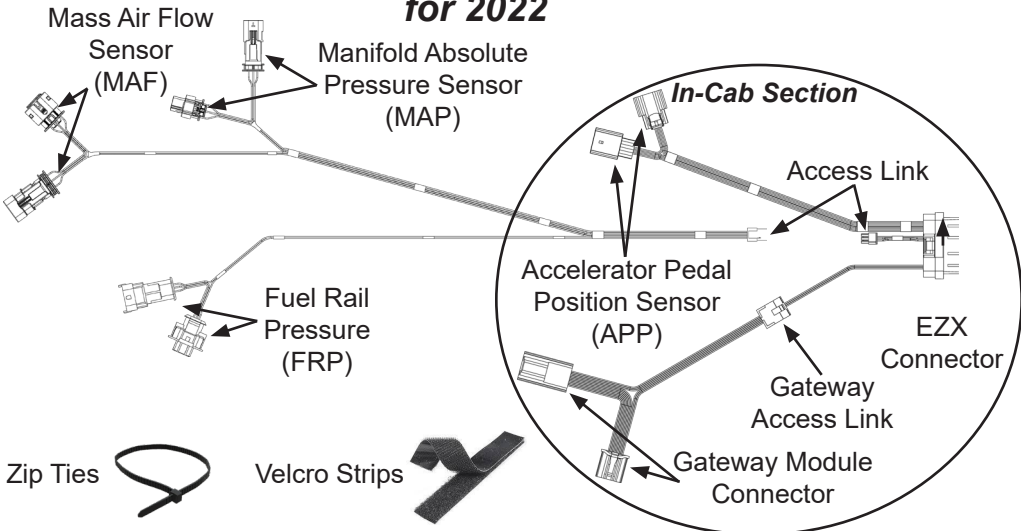 for 2022
Mass Air Flow
Sensor
(MAF)
Manifold Absolute
Pressure Sensor
(MAP)
In-Cab Section
Access Link
Accelerator Pedal
Position Sensor
(APP)
Fuel Rail
Pressure
(FRP)
EZX
Connector
Gateway
Access Link
Gateway Module
Connector
Zip Ties
Velcro Strips